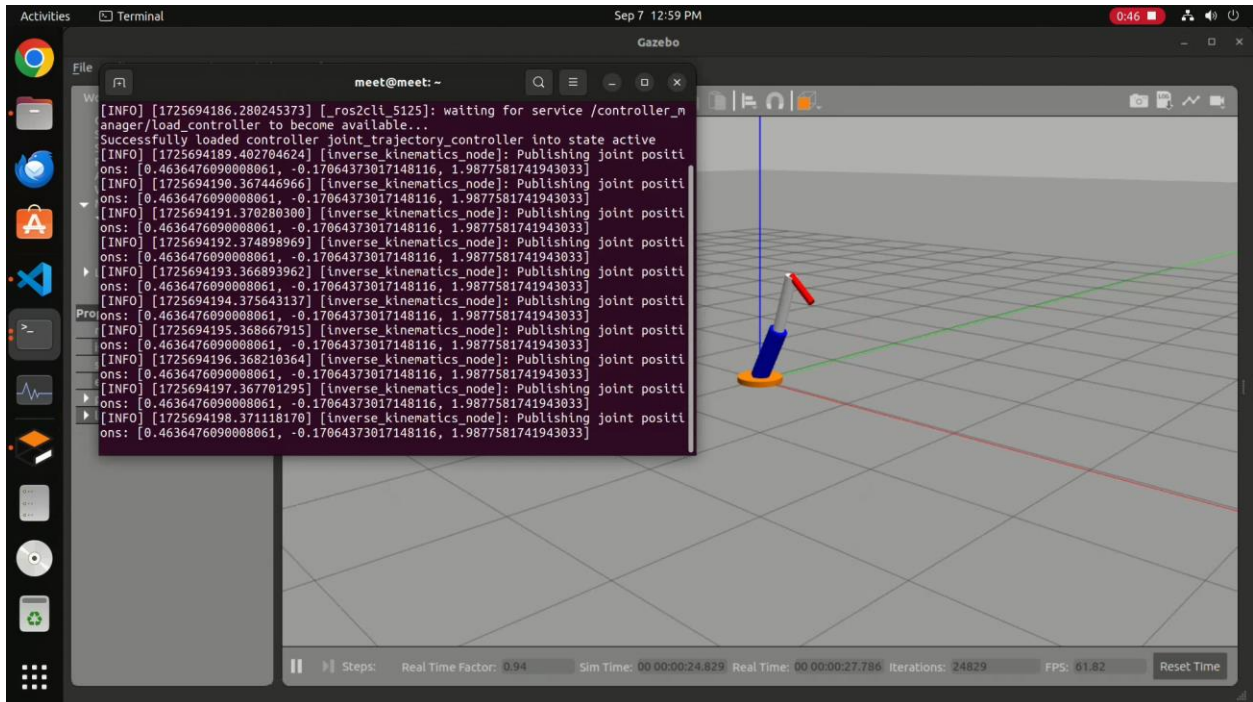 Activities
Terminal
Sep 7 12:59 PM
0:46
Gazebo
File
meet@meet: ~
[INFO] [1725694186.280245373] [_ros2cli_5125]: waiting for service /controller_m
anager/load_controller to become available...
Successfully loaded controller joint_trajectory_controller into state active
[INFO] [1725694189.402704624] [inverse_kinematics_node]: Publishing joint positi
ons: [0.4636476090008061, -0.17064373017148116, 1.9877581741943033]
[INFO] [1725694190.367446966] [inverse_kinematics_node]: Publishing joint positi
ons: [0.4636476090008061, -0.17064373017148116, 1.9877581741943033]
[INFO] [1725694191.370280300] [inverse_kinematics_node]: Publishing joint positi
ons: [0.4636476090008061, -0.17064373017148116, 1.9877581741943033]
[INFO] [1725694192.374898969] [inverse_kinematics_node]: Publishing joint positi
ons: [0.4636476090008061, -0.17064373017148116, 1.9877581741943033]
[INFO] [1725694193.366893962] [inverse_kinematics_node]: Publishing joint positi
ons: [0.4636476090008061, -0.17064373017148116, 1.9877581741943033]
[INFO] [1725694194.375643137] [inverse_kinematics_node]: Publishing joint positi
ons: [0.4636476090008061, -0.17064373017148116, 1.9877581741943033]
[INFO] [1725694195.368667915] [inverse_kinematics_node]: Publishing joint positi
ons: [0.4636476090008061, -0.17064373017148116, 1.9877581741943033]
[INFO] [1725694196.368210364] [inverse_kinematics_node]: Publishing joint positi
ons: [0.4636476090008061, -0.17064373017148116, 1.9877581741943033]
[INFO] [1725694197.367701295] [inverse_kinematics_node]: Publishing joint positi
ons: [0.4636476090008061, -0.17064373017148116, 1.9877581741943033]
[INFO] [1725694198.371118170] [inverse_kinematics_node]: Publishing joint positi
ons: [0.4636476090008061, -0.17064373017148116, 1.9877581741943033]
Steps: Real Time Factor: 0.94 Sim Time: 00 00:00:24.829 Real Time: 00 00:00:27.786 Iterations: 24829 FPS: 61.82 Reset Time